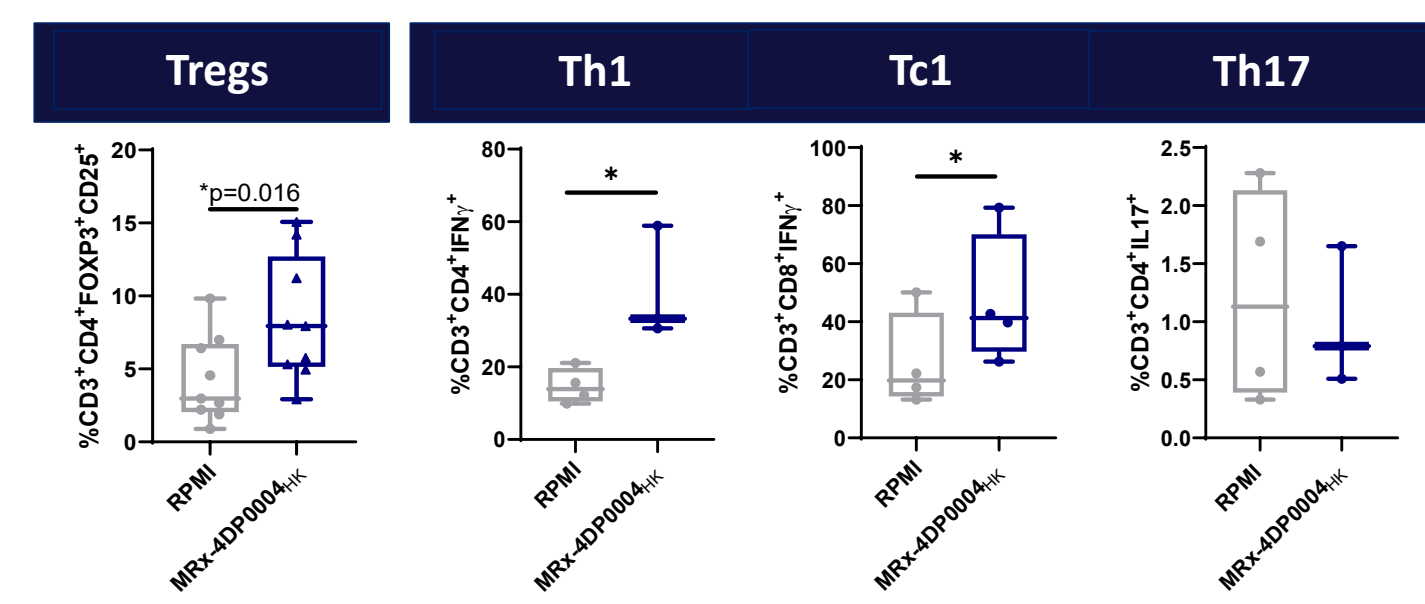 Tregs
Th1
Tc1
Th17
%CD3⁺CD4⁺FOXP3⁺CD25⁺
20
15
10
5
0
*p=0.016
RPMI
MRx-4DP0004HK
%CD3⁺CD4⁺IFNγ⁺
80
60
40
20
0
*
RPMI
MRx-4DP0004HK
%CD3⁺CD8⁺IFNγ⁺
100
80
60
40
20
0
*
RPMI
MRx-4DP0004HK
%CD3⁺CD4⁺IL17⁺
2.5
2.0
1.5
1.0
0.5
0.0
RPMI
MRx-4DP0004HK